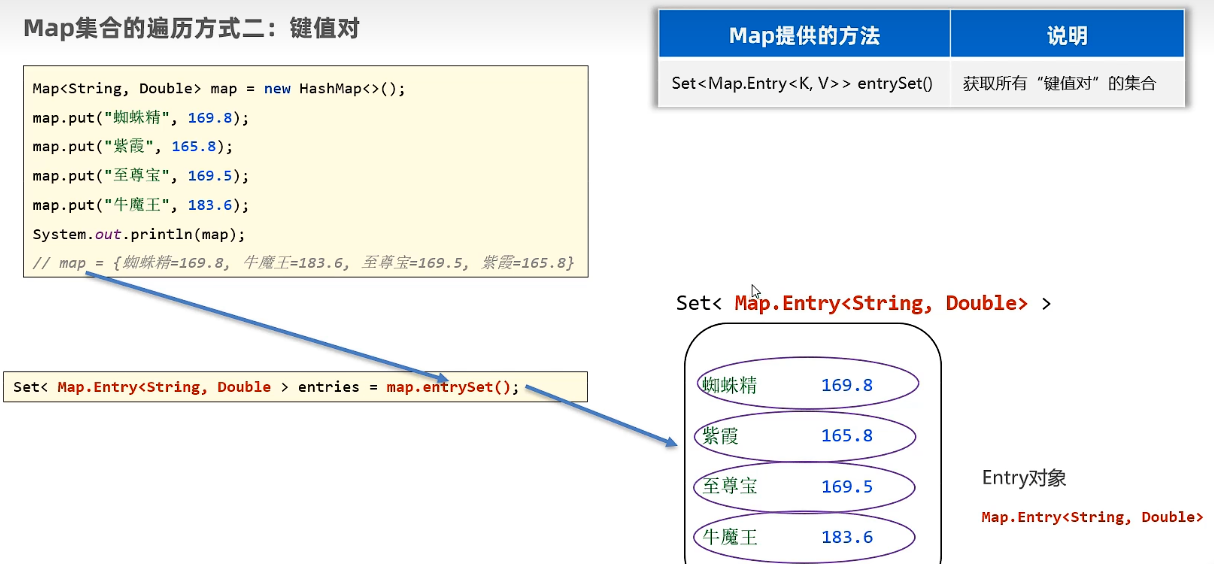 Map集合的遍历方式二：键值对
Map<String, Double> map = new HashMap<>();
map.put("蜘蛛精", 169.8);
map.put("紫霞", 165.8);
map.put("至尊宝", 169.5);
map.put("牛魔王", 183.6);
System.out.println(map);
// map = {蜘蛛精=169.8, 牛魔王=183.6, 至尊宝=169.5, 紫霞=165.8}
Map提供的方法 说明
Set<Map.Entry<K, V>> entrySet() 获取所有“键值对”的集合
Set< Map.Entry<String, Double > entries = map.entrySet();
Set< Map.Entry<String, Double> >
蜘蛛精 169.8
紫霞 165.8
至尊宝 169.5
牛魔王 183.6
Entry对象
Map.Entry<String, Double>